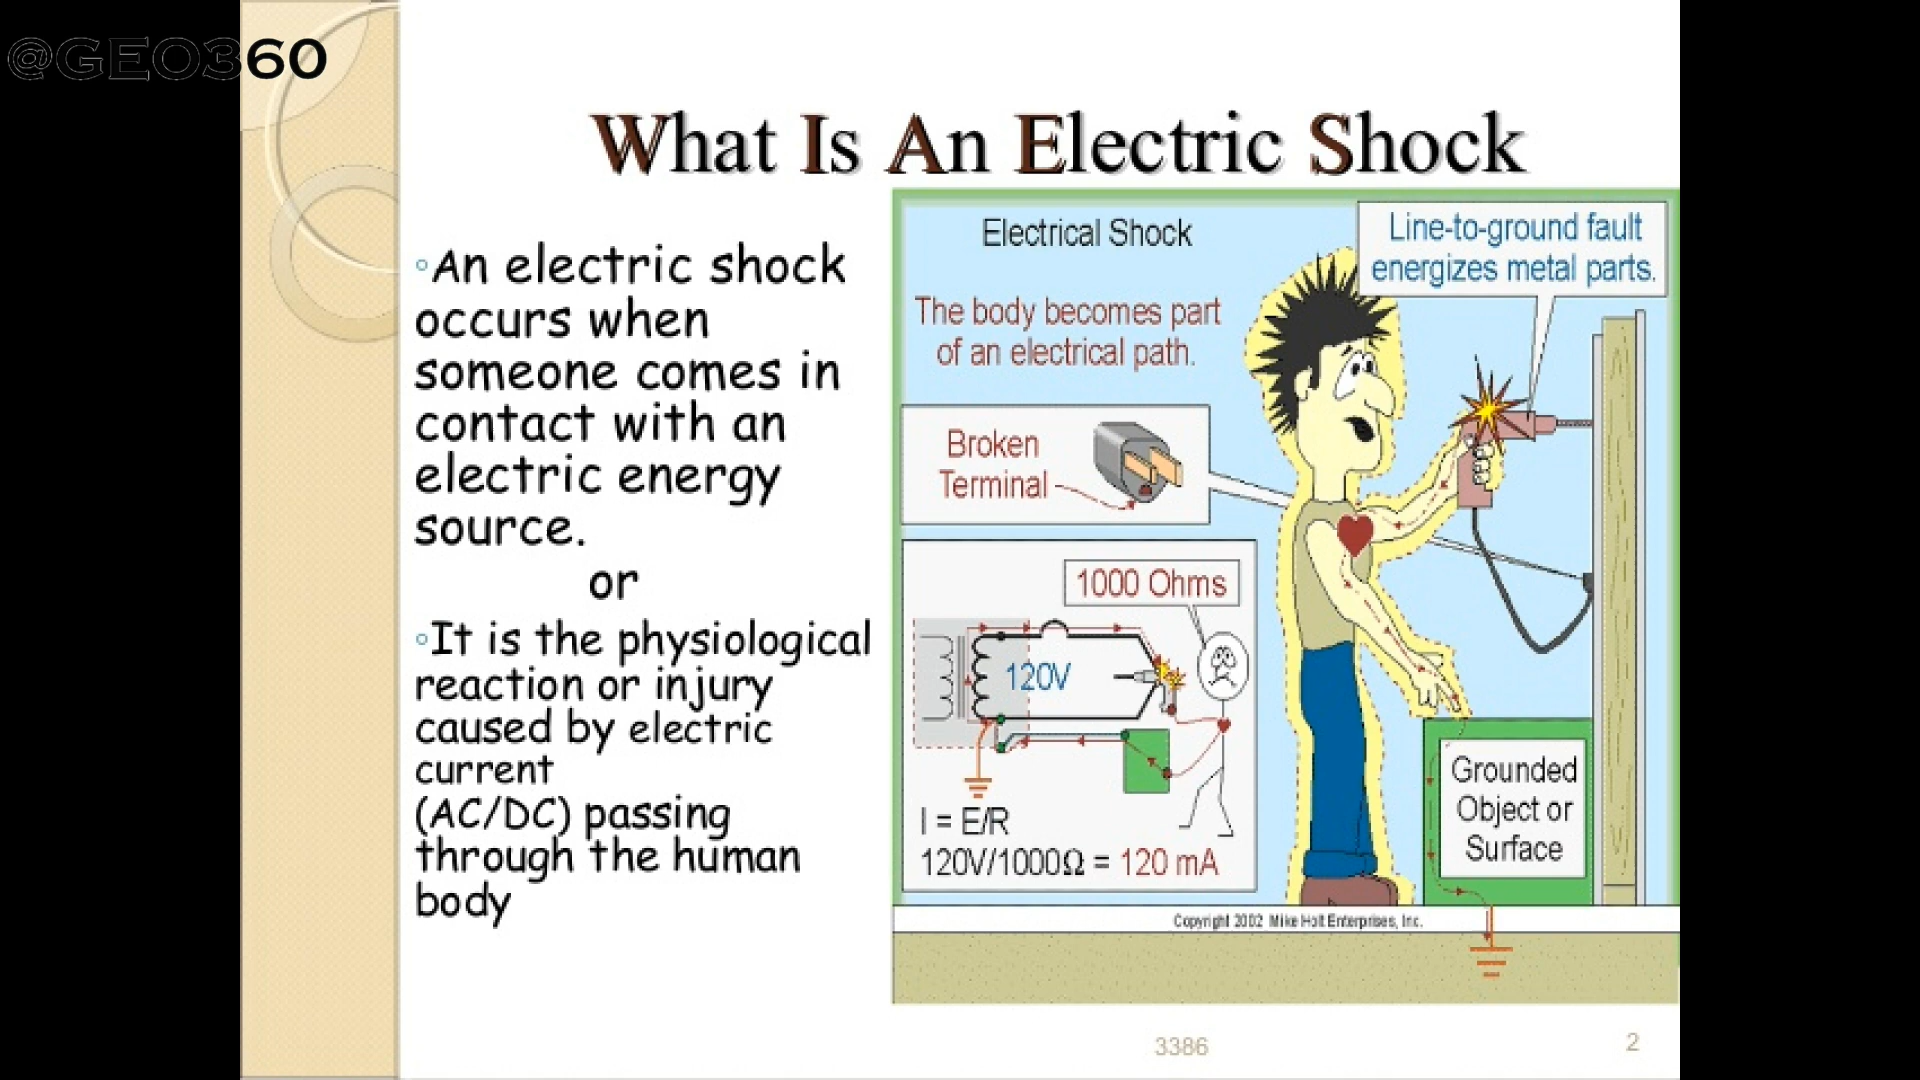 @GEO360
What Is An Electric Shock
◦An electric shock
occurs when
someone comes in
contact with an
electric energy
source.
or
◦It is the physiological
reaction or injury
caused by electric
current
(AC/DC) passing
through the human
body
Electrical Shock
The body becomes part
of an electrical path.
Line-to-ground fault
energizes metal parts.
Broken
Terminal
1000 Ohms
120V
I = E/R
120V/1000Ω = 120 mA
Grounded
Object or
Surface
Copyright 2002 Mike Holt Enterprises, Inc.
3386
2